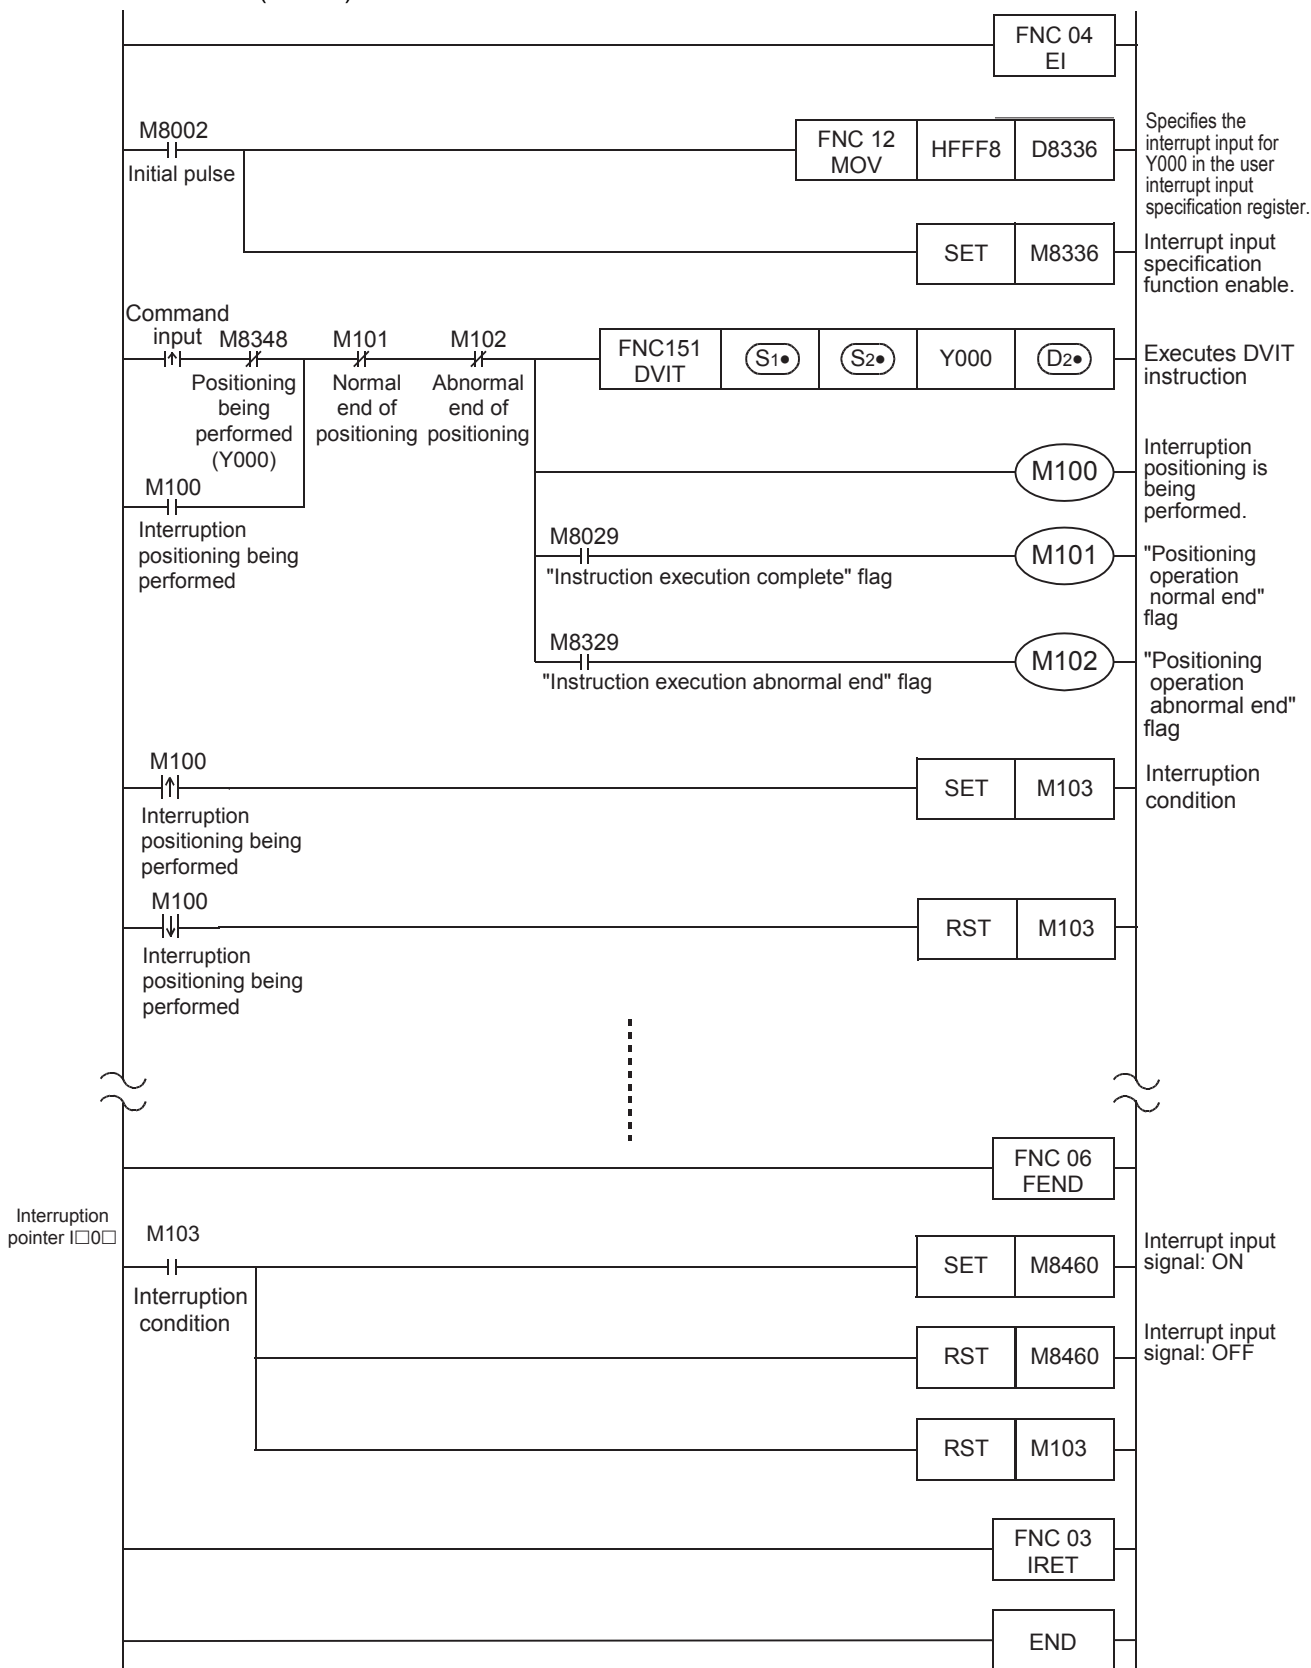 FNC 04
EI
M8002
Initial pulse
FNC 12
MOV
HFFF8
D8336
Specifies the
interrupt input for
Y000 in the user
interrupt input
specification register.
SET
M8336
Interrupt input
specification
function enable.
Command
input
M8348
Positioning
being
performed
(Y000)
M101
Normal
end of
positioning
M102
Abnormal
end of
positioning
FNC151
DVIT
S1•
S2•
Y000
D2•
Executes DVIT
instruction
M100
Interruption
positioning being
performed
M100
Interruption
positioning is
being
performed.
M8029
"Instruction execution complete" flag
M101
"Positioning
operation
normal end"
flag
M8329
"Instruction execution abnormal end" flag
M102
"Positioning
operation
abnormal end"
flag
M100
Interruption
positioning being
performed
SET
M103
Interruption
condition
M100
Interruption
positioning being
performed
RST
M103
FNC 06
FEND
Interruption
pointer I□0□
M103
Interruption
condition
SET
M8460
Interrupt input
signal: ON
RST
M8460
Interrupt input
signal: OFF
RST
M103
FNC 03
IRET
END